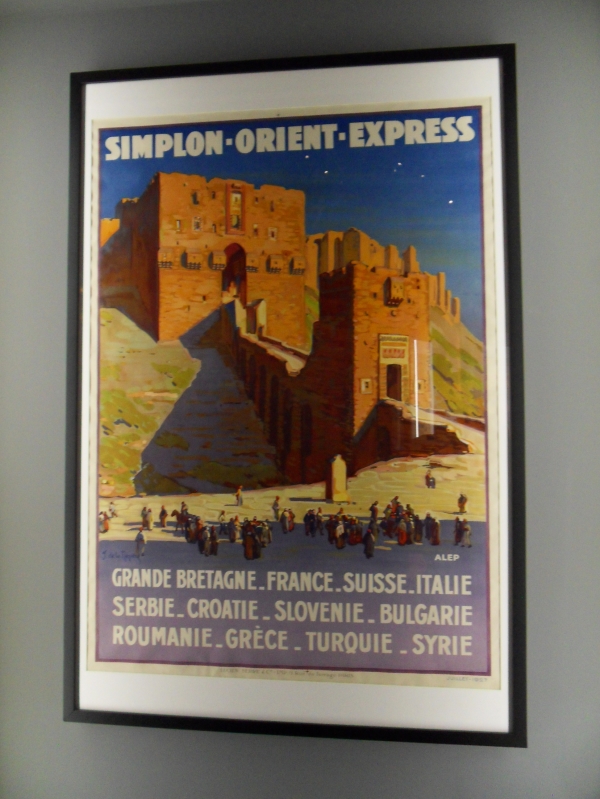 SIMPLON-ORIENT-EXPRESS
ALEP
GRANDE BRETAGNE_FRANCE_SUISSE_ITALIE
SERBIE_CROATIE_SLOVENIE_BULGARIE
ROUMANIE_GRÈCE_TURQUIE_SYRIE